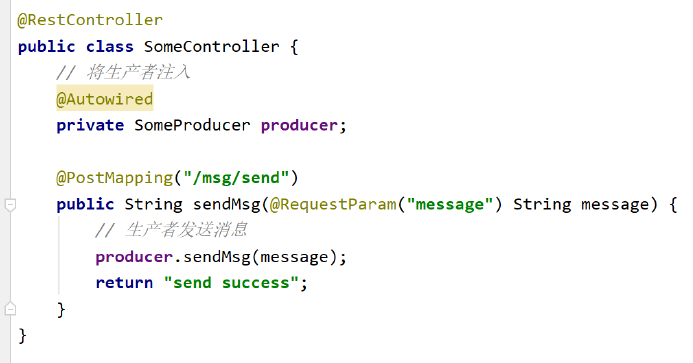 @RestController
public class SomeController {
    // 将生产者注入
    @Autowired
    private SomeProducer producer;

    @PostMapping("/msg/send")
    public String sendMsg(@RequestParam("message") String message) {
        // 生产者发送消息
        producer.sendMsg(message);
        return "send success";
    }
}